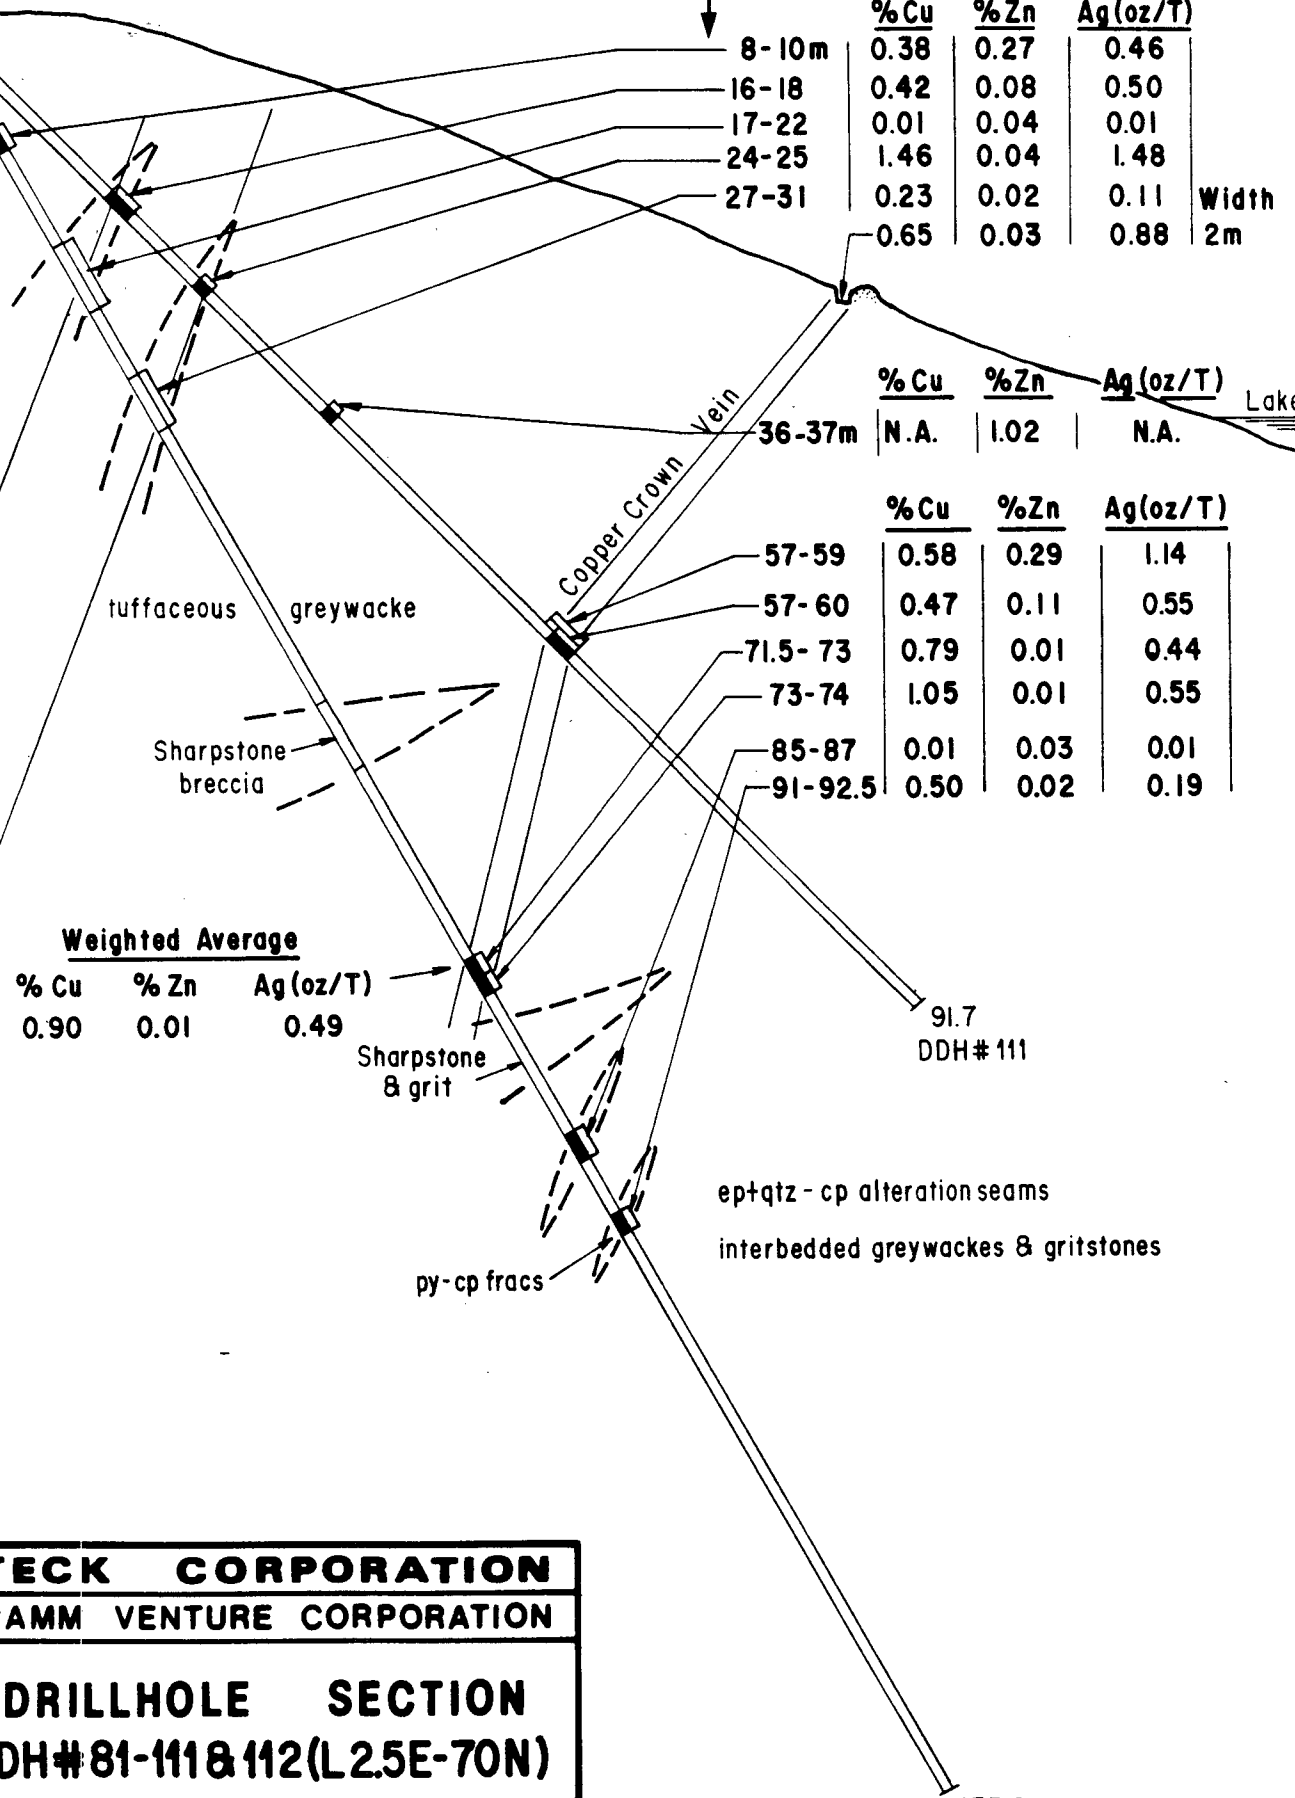 %Cu %Zn Ag(oz/T)
8-10m 0.38 0.27 0.46
16-18 0.42 0.08 0.50
17-22 0.01 0.04 0.01
24-25 1.46 0.04 1.48
27-31 0.23 0.02 0.11 Width
0.65 0.03 0.88 2m
%Cu %Zn Ag(oz/T)
Lake
36-37m N.A. 1.02 N.A.
Copper Crown Vein
%Cu %Zn Ag(oz/T)
57-59 0.58 0.29 1.14
57-60 0.47 0.11 0.55
71.5-73 0.79 0.01 0.44
73-74 1.05 0.01 0.55
85-87 0.01 0.03 0.01
91-92.5 0.50 0.02 0.19
tuffaceous greywacke
Sharpstone
breccia
Weighted Average
%Cu %Zn Ag(oz/T)
0.90 0.01 0.49
91.7
DDH#111
Sharpstone
& grit
ep+qtz-cp alteration seams
interbedded greywackes & gritstones
py-cp fracs
TECK CORPORATION
AMM VENTURE CORPORATION
DRILLHOLE SECTION
DH#81-111&112(L2.5E-70N)